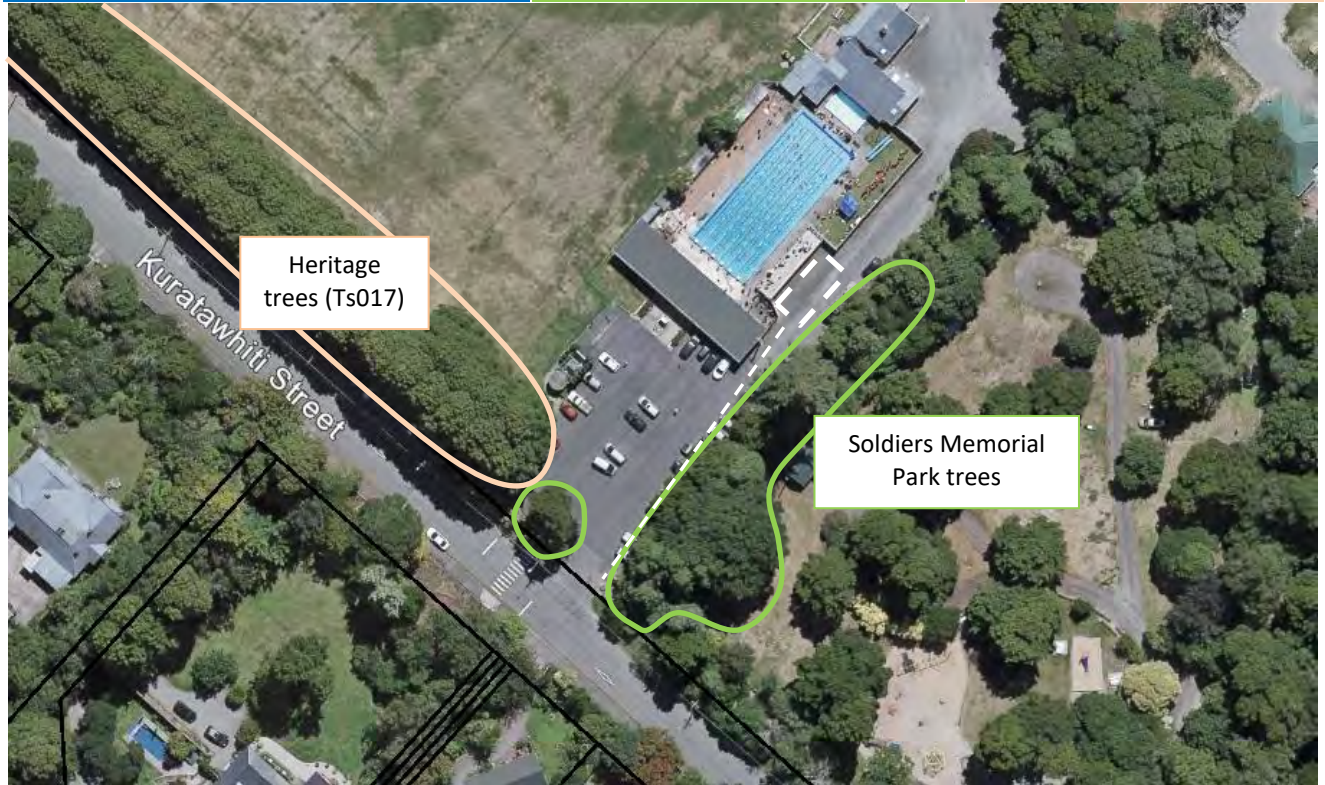 Heritage
trees (Ts017)
Kuratawhiti Street
Soldiers Memorial
Park trees